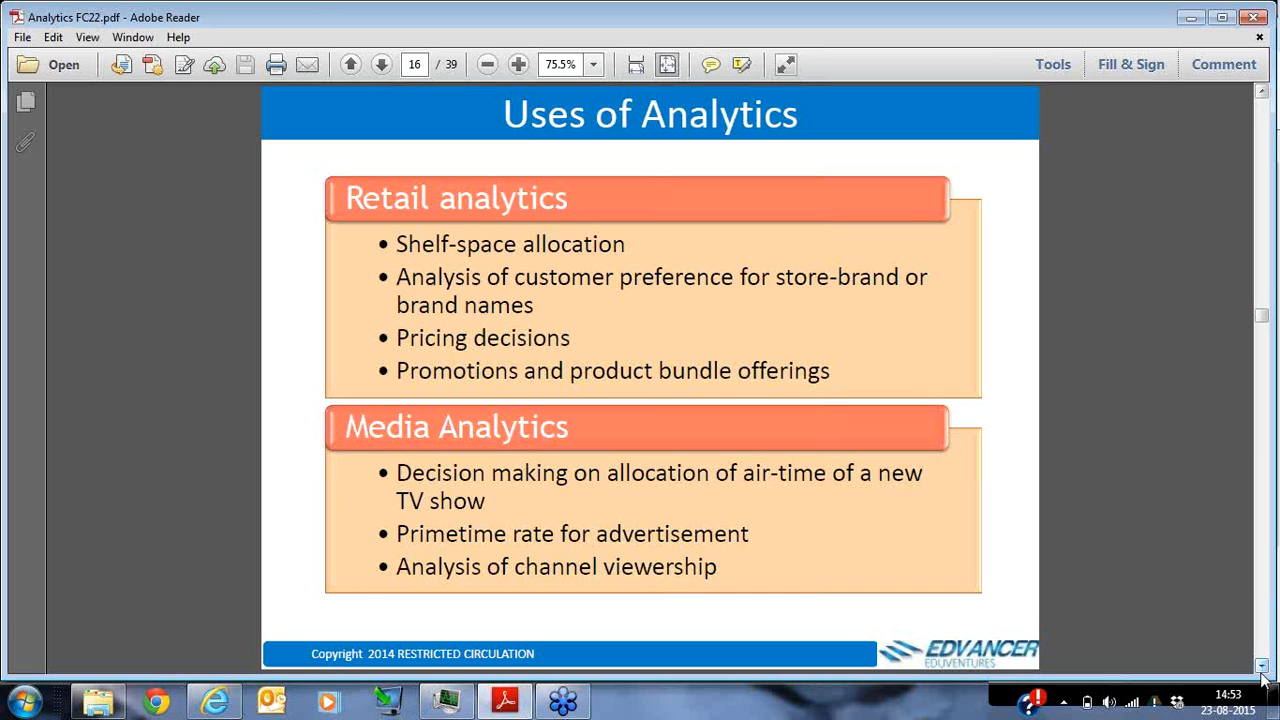 Analytics FC22.pdf - Adobe Reader
File Edit View Window Help
Open 16 / 39 75.5% Tools Fill & Sign Comment
Uses of Analytics
Retail analytics
• Shelf-space allocation
• Analysis of customer preference for store-brand or
brand names
• Pricing decisions
• Promotions and product bundle offerings
Media Analytics
• Decision making on allocation of air-time of a new
TV show
• Primetime rate for advertisement
• Analysis of channel viewership
Copyright 2014 RESTRICTED CIRCULATION
EDVANCER
EDUVENTURES
14:53
23-08-2015